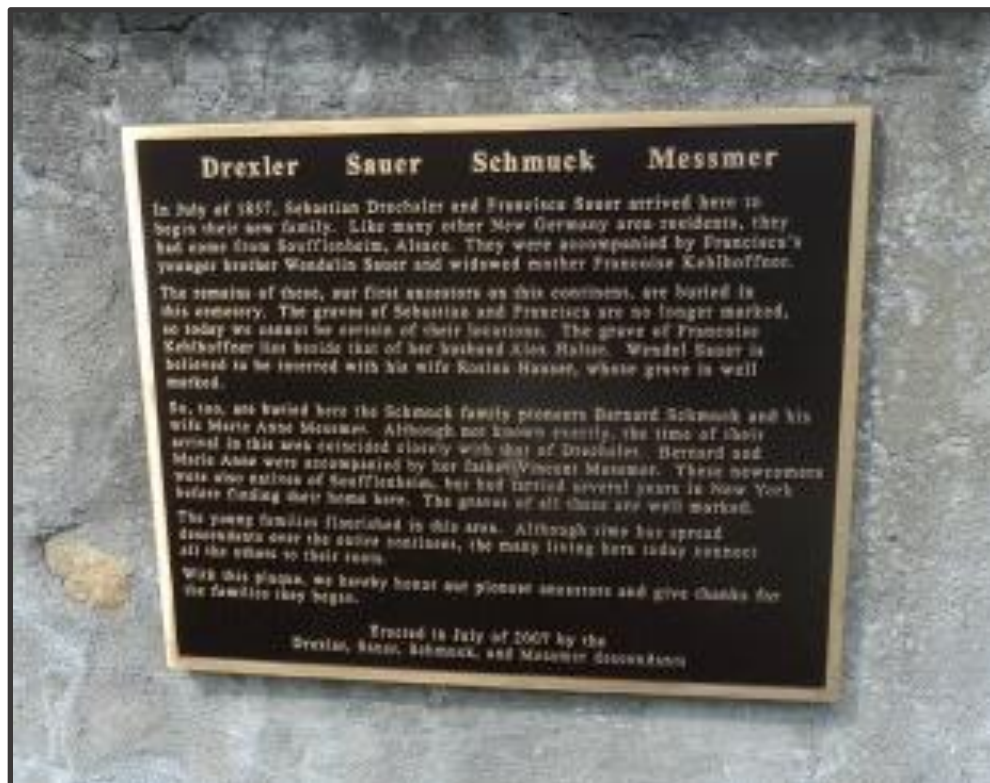 Drexler Sauer Schmuck Messmer
In July of 1857, Sebastian Drechsler and Francisca Sauer arrived here to
begin their new family. Like many other New Germany area residents, they
had come from Soufflenheim, Alsace. They were accompanied by Francisca's
younger brother Wendelin Sauer and widowed mother Francoise Kehlhoffner.
The remains of these, our first ancestors on this continent, are buried in
this cemetery. The graves of Sebastian and Francisca are no longer marked,
so today we cannot be certain of their locations. The grave of Francoise
Kehlhoffner lies beside that of her husband Alex Halter. Wendel Sauer is
believed to be interred with his wife Rosina Hauser, whose grave is well
marked.
So, too, are buried here the Schmuck family pioneers Bernard Schmuck and his
wife Marie Anne Messmer. Although not known exactly, the time of their
arrival in this area coincided closely with that of Drechsler. Bernard and
Marie Anne were accompanied by her father Vincent Messmer. These newcomers
were also natives of Soufflenheim, but had tarried several years in New York
before finding their home here. The graves of all these are well marked.
The young families flourished in this area. Although time has spread
descendents over the entire continent, the many living here today connect
all the others to their roots.
With this plaque, we hereby honor our pioneer ancestors and give thanks for
the families they began.
Erected in July of 2007 by the
Drexler, Sauer, Schmuck, and Messmer descendants